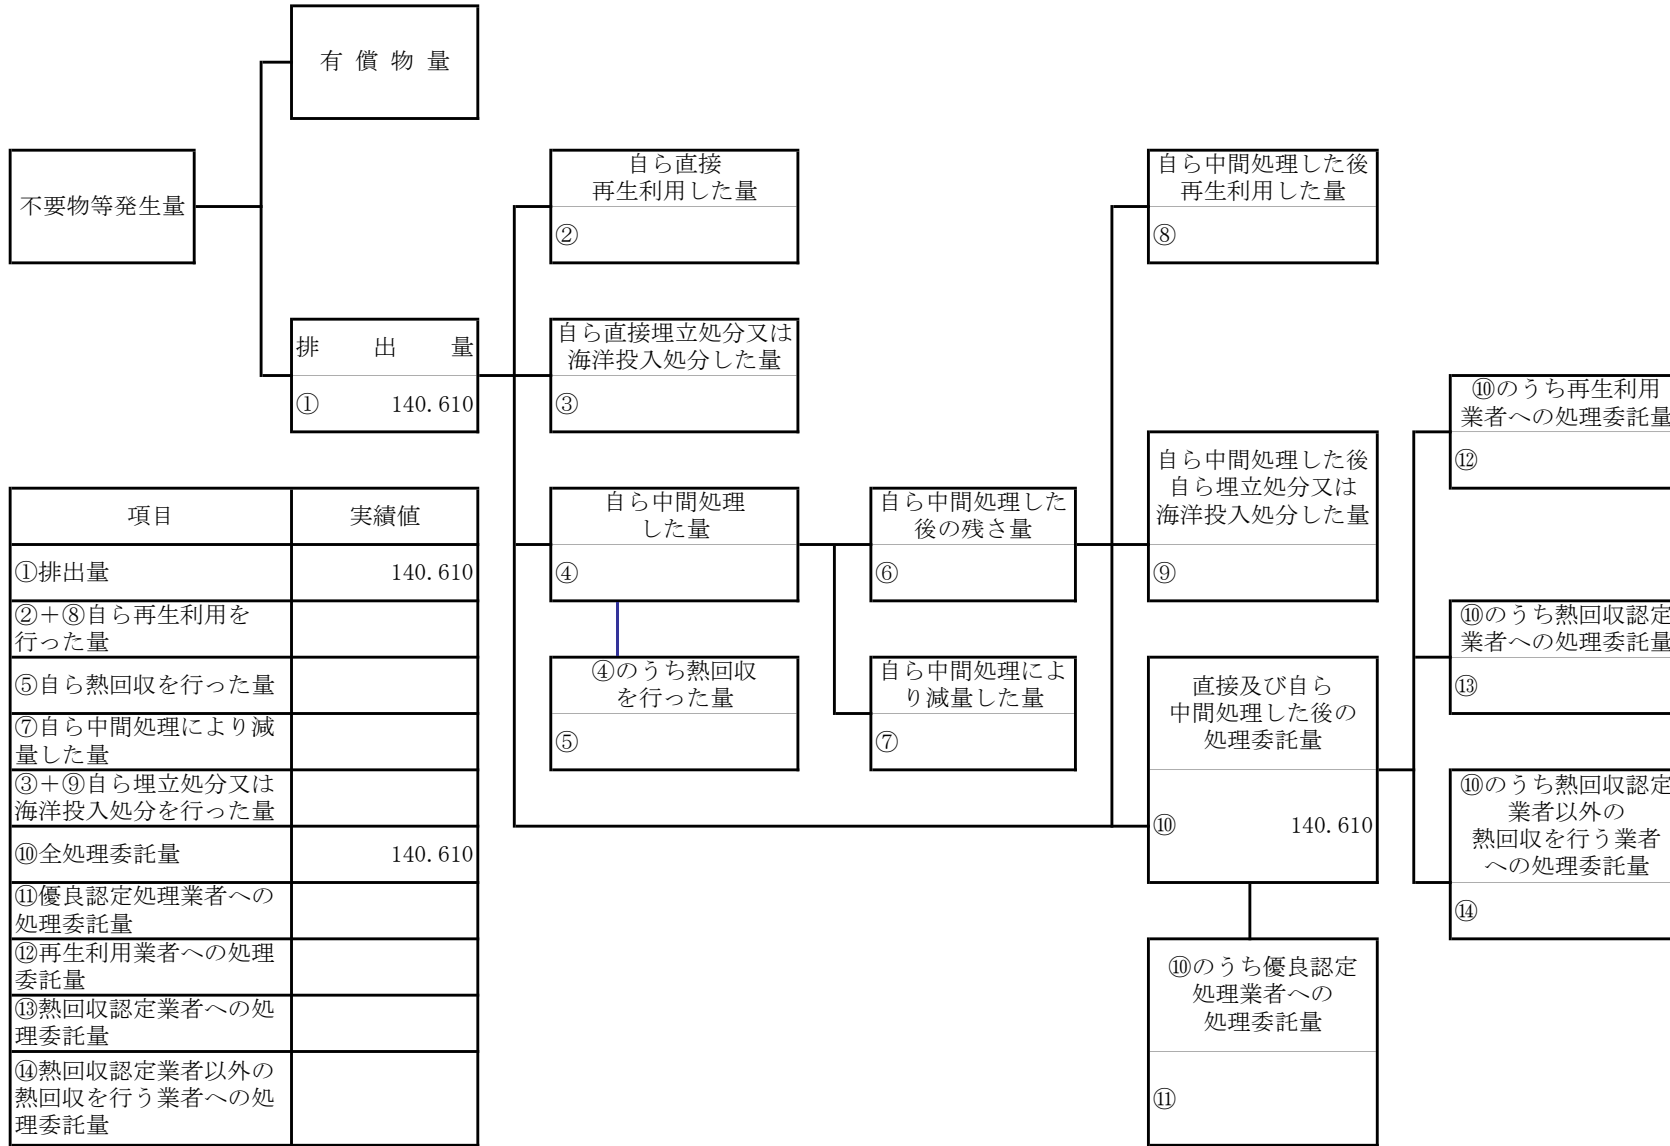 有償物量
不要物等発生量
排出量
① 140.610
自ら直接
再生利用した量
②
自ら直接埋立処分又は
海洋投入処分した量
③
自ら中間処理
した量
④
④のうち熱回収
を行った量
⑤
自ら中間処理した
後の残さ量
⑥
自ら中間処理によ
り減量した量
⑦
自ら中間処理した後
再生利用した量
⑧
自ら中間処理した後
自ら埋立処分又は
海洋投入処分した量
⑨
直接及び自ら
中間処理した後の
処理委託量
⑩ 140.610
⑩のうち優良認定
処理業者への
処理委託量
⑪
⑩のうち再生利用
業者への処理委託量
⑫
⑩のうち熱回収認定
業者への処理委託量
⑬
⑩のうち熱回収認定
業者以外の
熱回収を行う業者
への処理委託量
⑭
項目 実績値
①排出量 140.610
②＋⑧自ら再生利用を
行った量
⑤自ら熱回収を行った量
⑦自ら中間処理により減
量した量
③＋⑨自ら埋立処分又は
海洋投入処分を行った量
⑩全処理委託量 140.610
⑪優良認定処理業者への
処理委託量
⑫再生利用業者への処理
委託量
⑬熱回収認定業者への処
理委託量
⑭熱回収認定業者以外の
熱回収を行う業者への処
理委託量